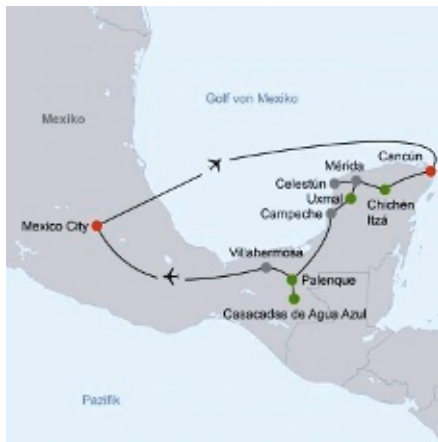 Golf von Mexiko
Mexiko
Cancún
Mérida
Celestún
Uxmal
Chichén
Itzá
Campeche
Mexico City
Villahermosa
Palenque
Casacadas de Agua Azul
Pazifik